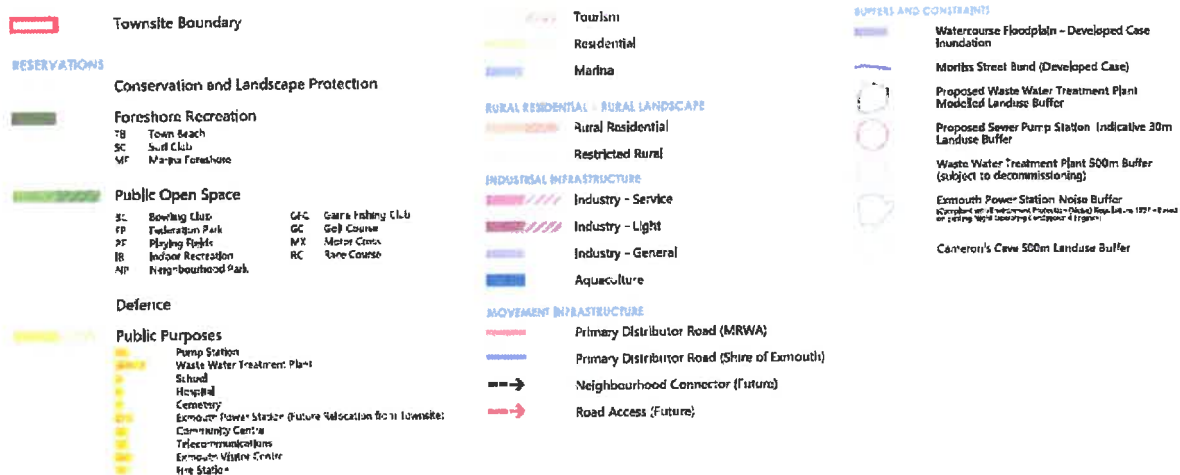 Townsite Boundary
RESERVATIONS
Conservation and Landscape Protection
Foreshore Recreation
TB Town Beach
SC Surf Club
MF Marina Foreshore
Public Open Space
BC Bowling Club
FP Federation Park
PF Playing Fields
IR Indoor Recreation
NP Neighbourhood Park
GFC Game Fishing Club
GC Golf Course
MX Motor Cross
RC Race Course
Defence
Public Purposes
Pump Station
Waste Water Treatment Plant
School
Hospital
Cemetery
Exmouth Power Station (Future Relocation from Townsite)
Community Centre
Telecommunications
Exmouth Visitor Centre
Fire Station
Tourism
Residential
Marina
RURAL RESIDENTIAL - RURAL LANDSCAPE
Rural Residential
Restricted Rural
INDUSTRIAL INFRASTRUCTURE
Industry - Service
Industry - Light
Industry - General
Aquaculture
MOVEMENT INFRASTRUCTURE
Primary Distributor Road (MRWA)
Primary Distributor Road (Shire of Exmouth)
Neighbourhood Connector (Future)
Road Access (Future)
BUFFERS AND CONSTRAINTS
Watercourse Floodplain - Developed Case
Inundation
Street Bund (Developed Case)
Proposed Waste Water Treatment Plant
Modelled Landuse Buffer
Proposed Sewer Pump Station Indicative 30m
Landuse Buffer
Waste Water Treatment Plant 500m Buffer
(subject to decommissioning)
Exmouth Power Station Noise Buffer
Cameron's Cave 500m Landuse Buffer